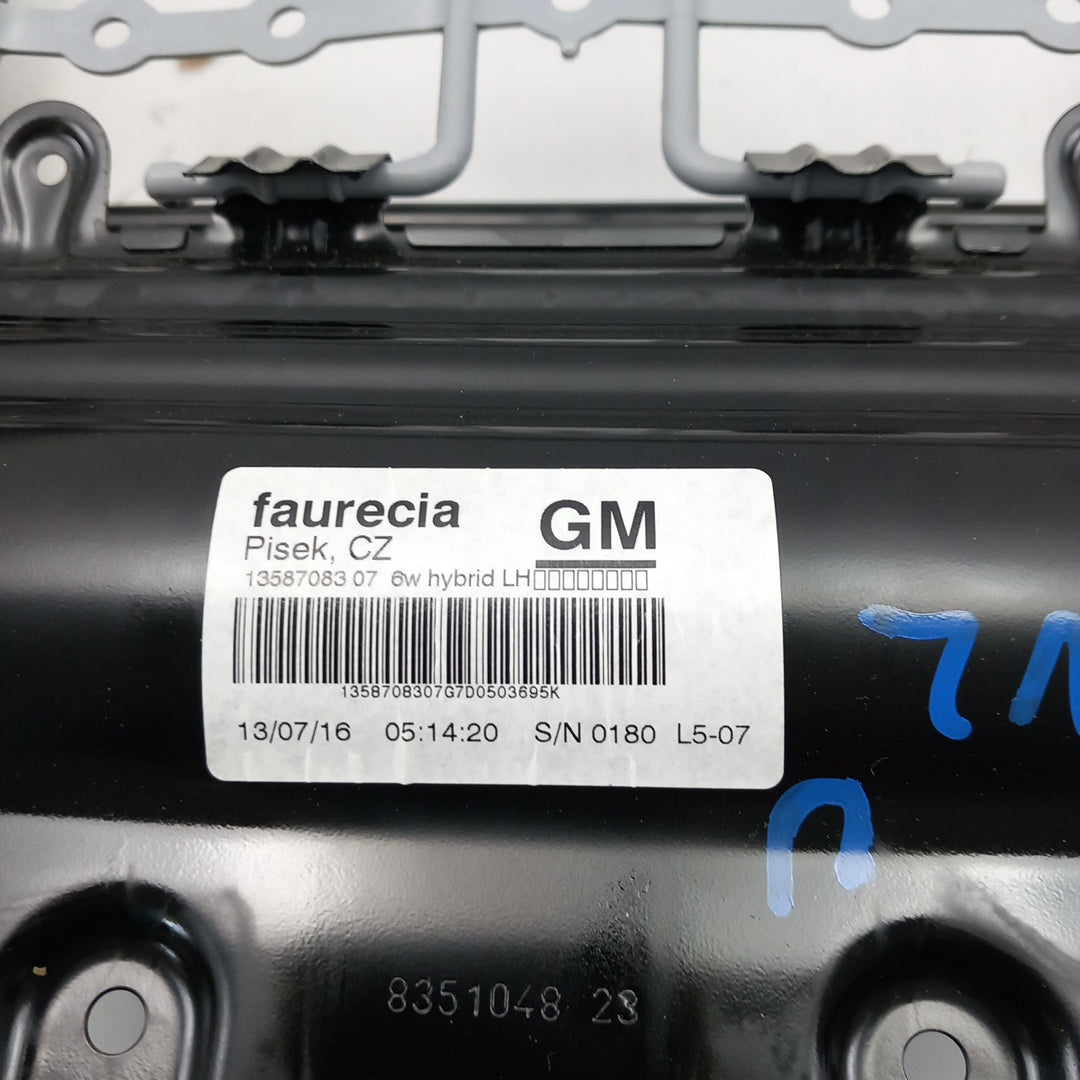 faurecia
GM
Pisek, CZ
13587083 07 6w hybrid LH□□□□□□□□
1358708307G7D0503695K
13/07/16 05:14:20 S/N 0180 L5-07
8351048 23